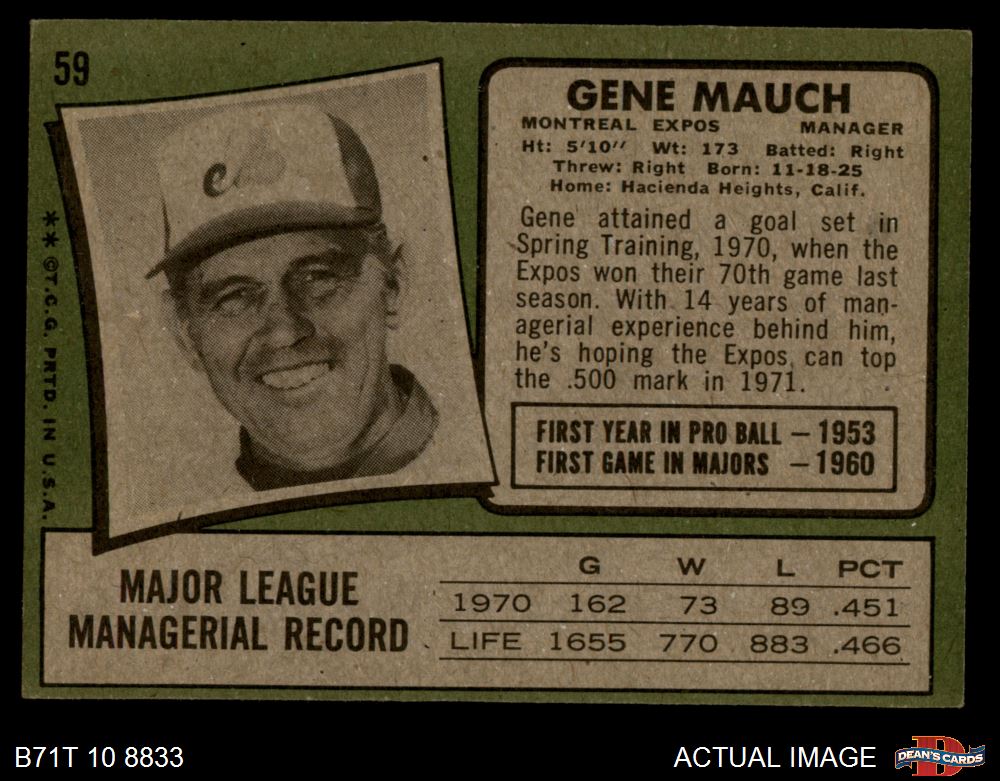 59
GENE MAUCH
MONTREAL EXPOS MANAGER
Ht: 5'10" Wt: 173 Batted: Right
Threw: Right Born: 11-18-25
Home: Hacienda Heights, Calif.
Gene attained a goal set in
Spring Training, 1970, when the
Expos won their 70th game last
season. With 14 years of man-
agerial experience behind him,
he's hoping the Expos can top
the .500 mark in 1971.
FIRST YEAR IN PRO BALL — 1953
FIRST GAME IN MAJORS — 1960
** ©T.C.G. PRTD. IN U.S.A.
MAJOR LEAGUE
MANAGERIAL RECORD
G W L PCT
1970 162 73 89 .451
LIFE 1655 770 883 .466
B71T 10 8833
ACTUAL IMAGE
DEAN'S CARDS